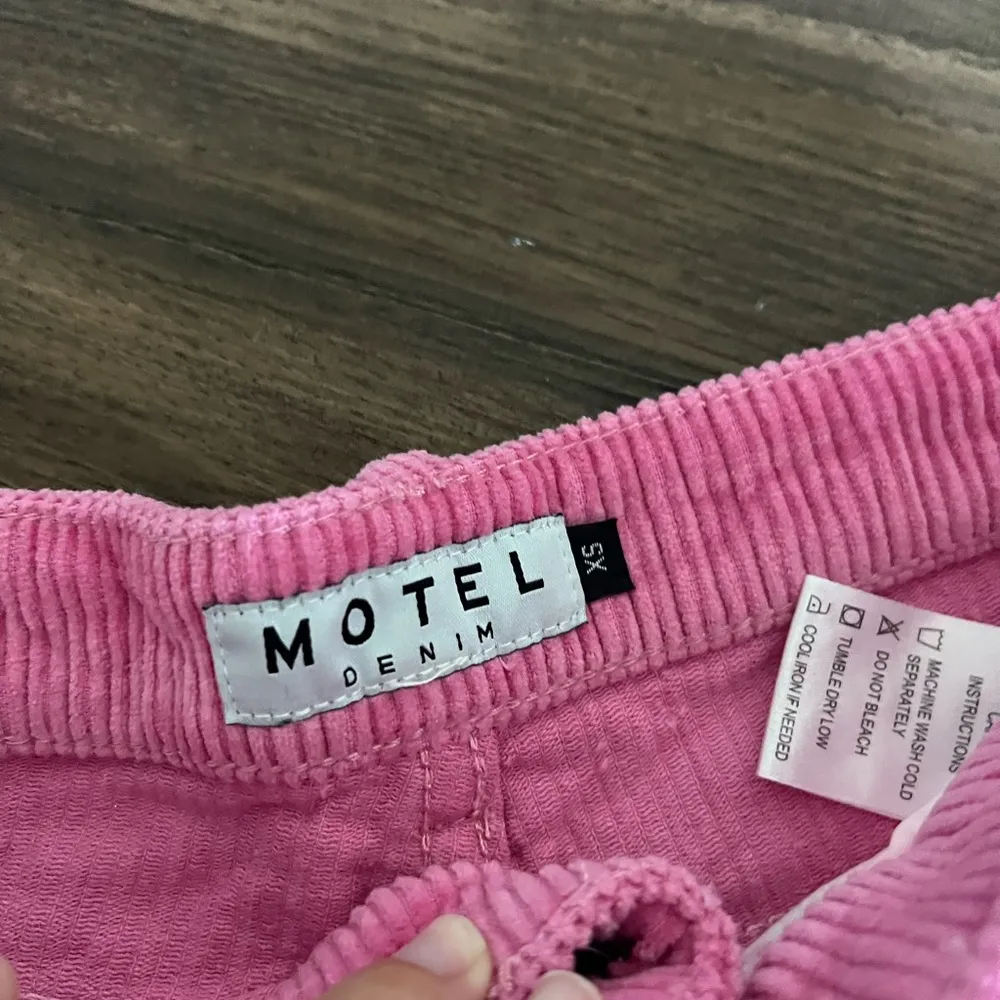 MOTEL
DENIM
XS
INSTRUCTIONS
MACHINE WASH COLD
SEPARATELY
DO NOT BLEACH
TUMBLE DRY LOW
COOL IRON IF NEEDED